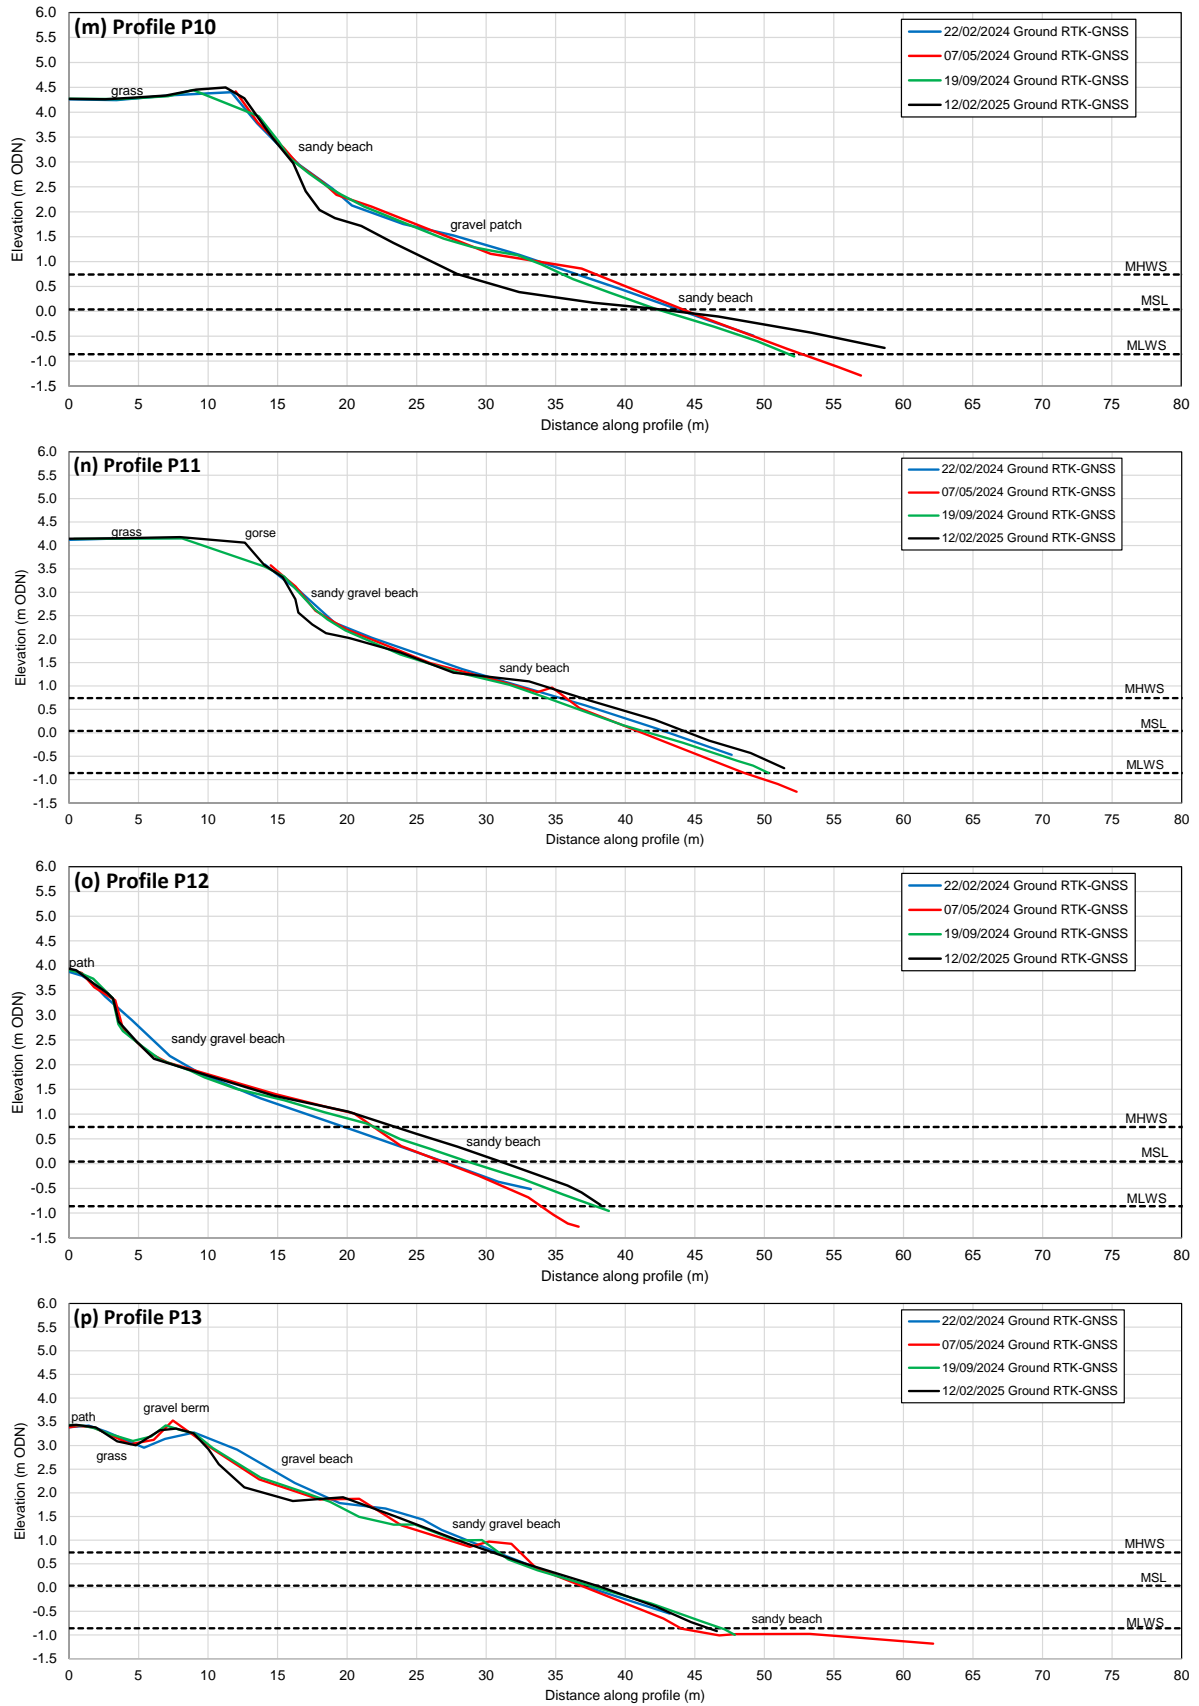 (m) Profile P10
6.0
5.5
5.0
4.5
4.0
3.5
3.0
2.5
2.0
1.5
1.0
0.5
0.0
-0.5
-1.0
-1.5
Elevation (m ODN)
22/02/2024 Ground RTK-GNSS
07/05/2024 Ground RTK-GNSS
19/09/2024 Ground RTK-GNSS
12/02/2025 Ground RTK-GNSS
grass
sandy beach
gravel patch
MHWS
sandy beach
MSL
MLWS
0 5 10 15 20 25 30 35 40 45 50 55 60 65 70 75 80
Distance along profile (m)
(n) Profile P11
6.0
5.5
5.0
4.5
4.0
3.5
3.0
2.5
2.0
1.5
1.0
0.5
0.0
-0.5
-1.0
-1.5
Elevation (m ODN)
22/02/2024 Ground RTK-GNSS
07/05/2024 Ground RTK-GNSS
19/09/2024 Ground RTK-GNSS
12/02/2025 Ground RTK-GNSS
grass
gorse
sandy gravel beach
sandy beach
MHWS
MSL
MLWS
0 5 10 15 20 25 30 35 40 45 50 55 60 65 70 75 80
Distance along profile (m)
(o) Profile P12
6.0
5.5
5.0
4.5
4.0
3.5
3.0
2.5
2.0
1.5
1.0
0.5
0.0
-0.5
-1.0
-1.5
Elevation (m ODN)
22/02/2024 Ground RTK-GNSS
07/05/2024 Ground RTK-GNSS
19/09/2024 Ground RTK-GNSS
12/02/2025 Ground RTK-GNSS
path
sandy gravel beach
MHWS
sandy beach
MSL
MLWS
0 5 10 15 20 25 30 35 40 45 50 55 60 65 70 75 80
Distance along profile (m)
(p) Profile P13
6.0
5.5
5.0
4.5
4.0
3.5
3.0
2.5
2.0
1.5
1.0
0.5
0.0
-0.5
-1.0
-1.5
Elevation (m ODN)
22/02/2024 Ground RTK-GNSS
07/05/2024 Ground RTK-GNSS
19/09/2024 Ground RTK-GNSS
12/02/2025 Ground RTK-GNSS
path
gravel berm
grass
gravel beach
sandy gravel beach
MHWS
MSL
sandy beach
MLWS
0 5 10 15 20 25 30 35 40 45 50 55 60 65 70 75 80
Distance along profile (m)